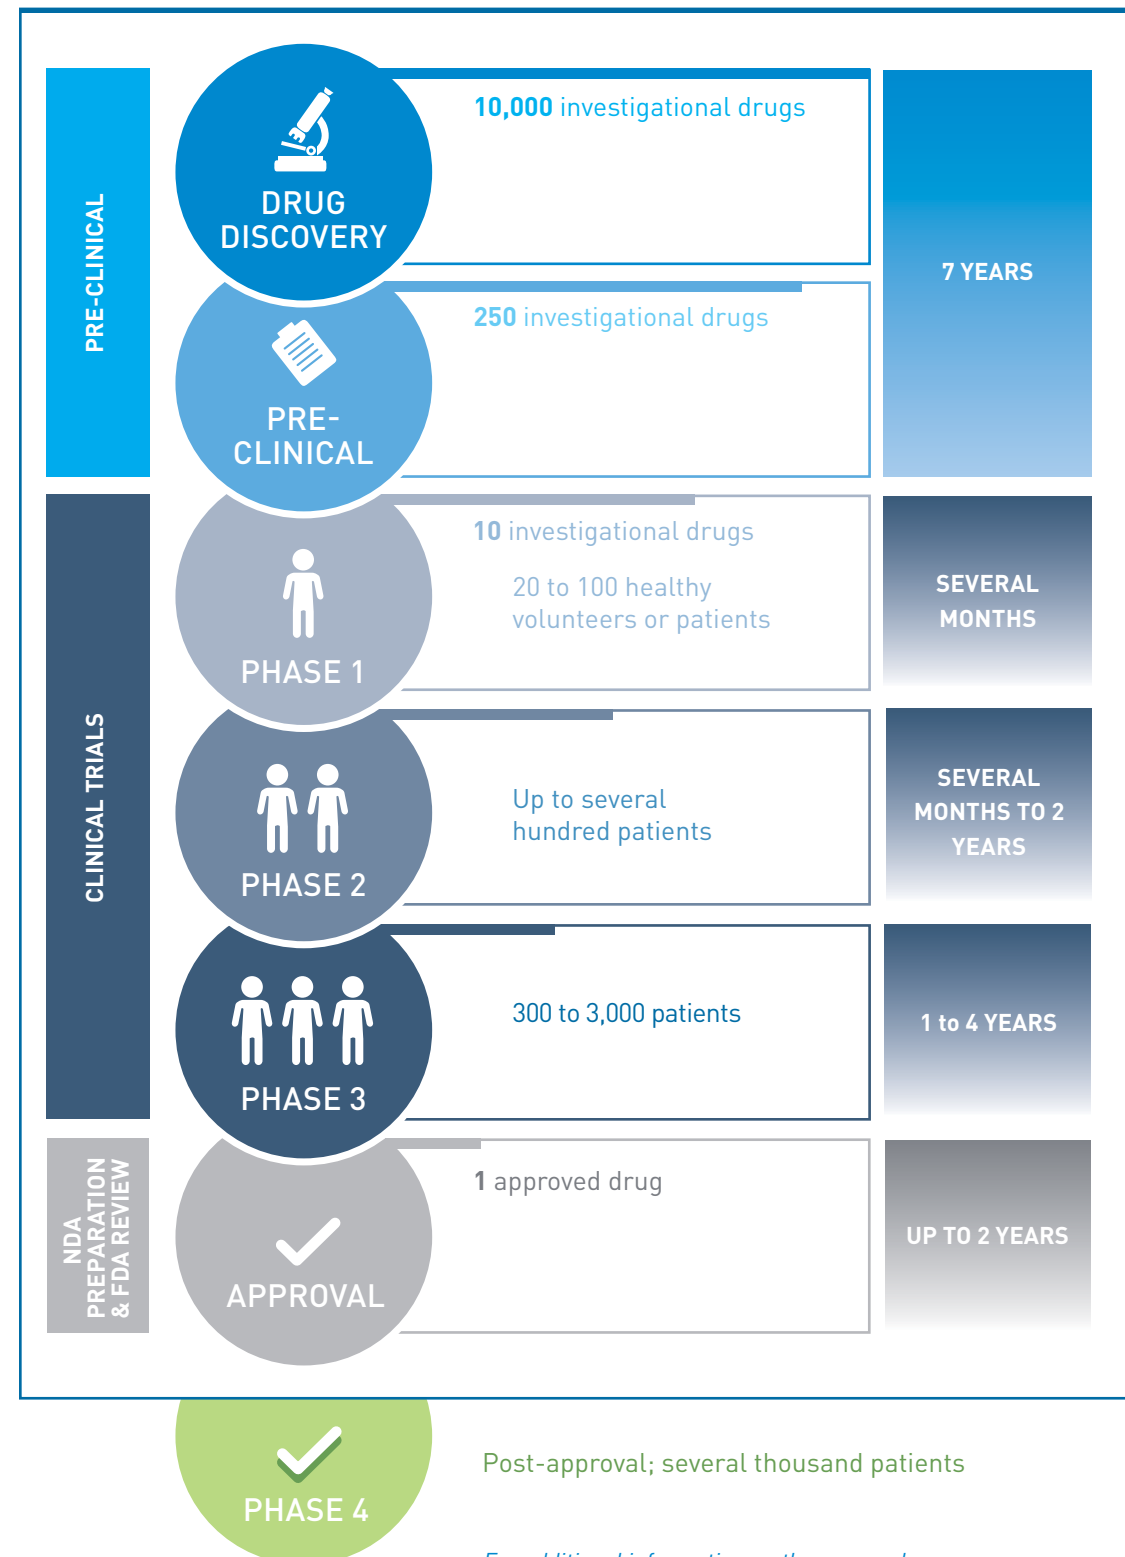 PRE-CLINICAL
DRUG
DISCOVERY
10,000 investigational drugs
7 YEARS
PRE-
CLINICAL
250 investigational drugs
CLINICAL TRIALS
PHASE 1
10 investigational drugs
20 to 100 healthy
volunteers or patients
SEVERAL
MONTHS
PHASE 2
Up to several
hundred patients
SEVERAL
MONTHS TO 2
YEARS
PHASE 3
300 to 3,000 patients
1 to 4 YEARS
NDA
PREPARATION
& FDA REVIEW
APPROVAL
1 approved drug
UP TO 2 YEARS
PHASE 4
Post-approval; several thousand patients